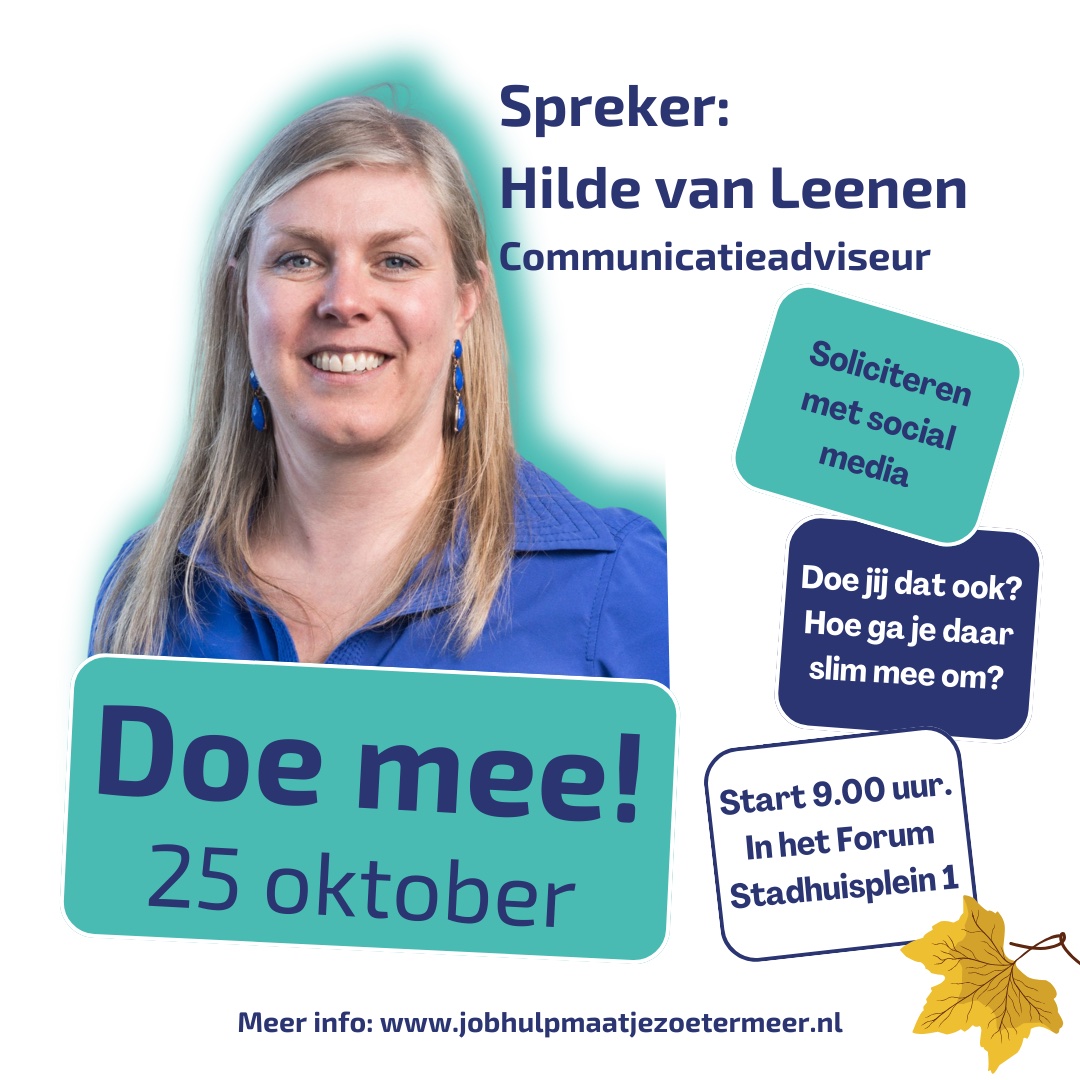 Spreker:
Hilde van Leenen
Communicatieadviseur
Soliciteren
met social
media
Doe jij dat ook?
Hoe ga je daar
slim mee om?
Doe mee!
25 oktober
Start 9.00 uur.
In het Forum
Stadhuisplein 1
Meer info: www.jobhulpmaatjezoetermeer.nl